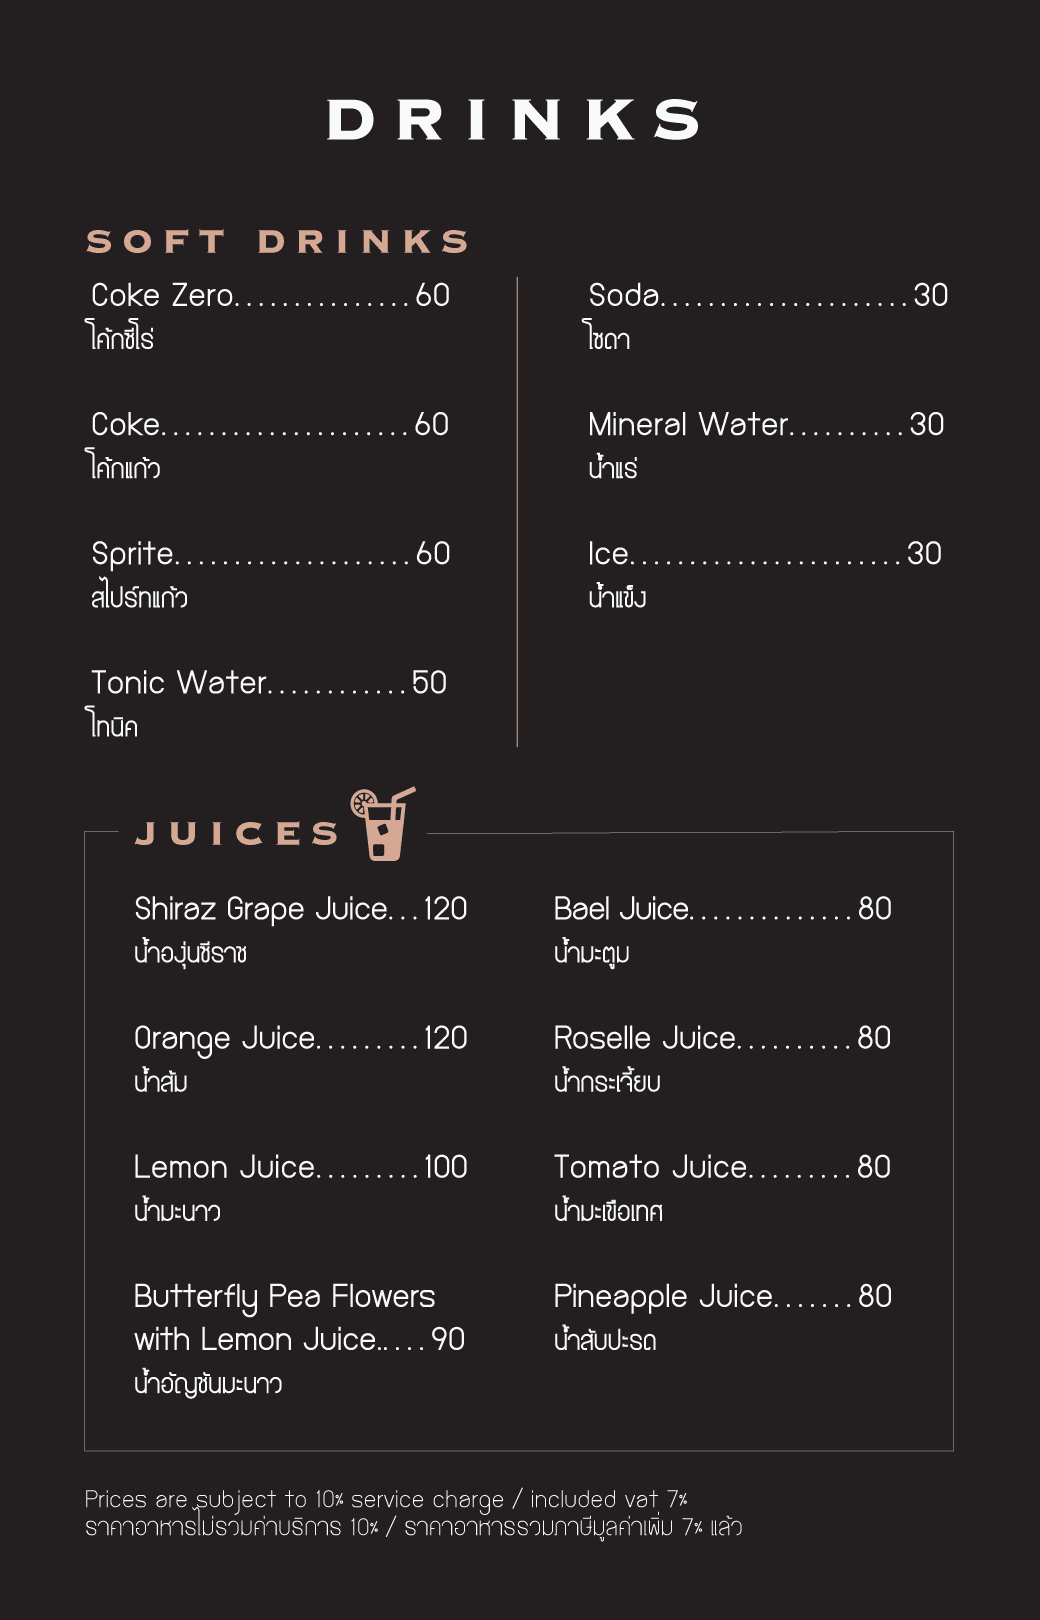 DRINKS
SOFT DRINKS
Coke Zero...............60
โค้กซีโร่
Coke.....................60
โค้กแก้ว
Sprite....................60
สไปร์ทแก้ว
Tonic Water............50
โทนิค
Soda.....................30
โซดา
Mineral Water..........30
น้ำแร่
Ice.......................30
น้ำแข็ง
JUICES
Shiraz Grape Juice...120
น้ำองุ่นชีราช
Orange Juice.........120
น้ำส้ม
Lemon Juice.........100
น้ำมะนาว
Butterfly Pea Flowers
with Lemon Juice.....90
น้ำอัญชันมะนาว
Bael Juice..............80
น้ำมะตูม
Roselle Juice..........80
น้ำกระเจี้ยบ
Tomato Juice.........80
น้ำมะเขือเทศ
Pineapple Juice.......80
น้ำสับปะรด
Prices are subject to 10% service charge / included vat 7%
ราคาอาหารไม่รวมค่าบริการ 10% / ราคาอาหารรวมภาษีมูลค่าเพิ่ม 7% แล้ว